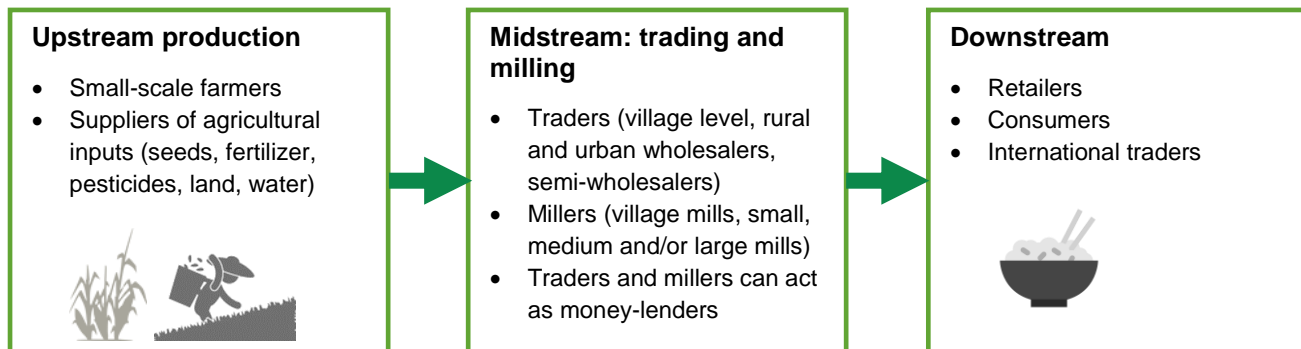 Upstream production
• Small-scale farmers
• Suppliers of agricultural
inputs (seeds, fertilizer,
pesticides, land, water)
Midstream: trading and
milling
• Traders (village level, rural
and urban wholesalers,
semi-wholesalers)
• Millers (village mills, small,
medium and/or large mills)
• Traders and millers can act
as money-lenders
Downstream
• Retailers
• Consumers
• International traders